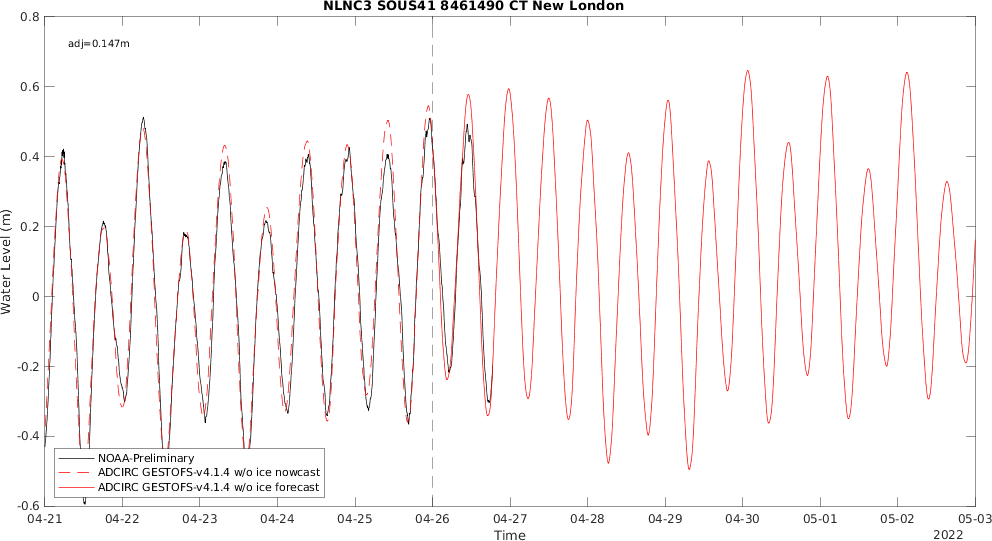 NLNC3 SOUS41 8461490 CT New London
adj=0.147m
Water Level (m)
0.8
0.6
0.4
0.2
0
-0.2
-0.4
-0.6
NOAA-Preliminary
ADCIRC GESTOFS-v4.1.4 w/o ice nowcast
ADCIRC GESTOFS-v4.1.4 w/o ice forecast
04-21 04-22 04-23 04-24 04-25 04-26 04-27 04-28 04-29 04-30 05-01 05-02 05-03
Time
2022